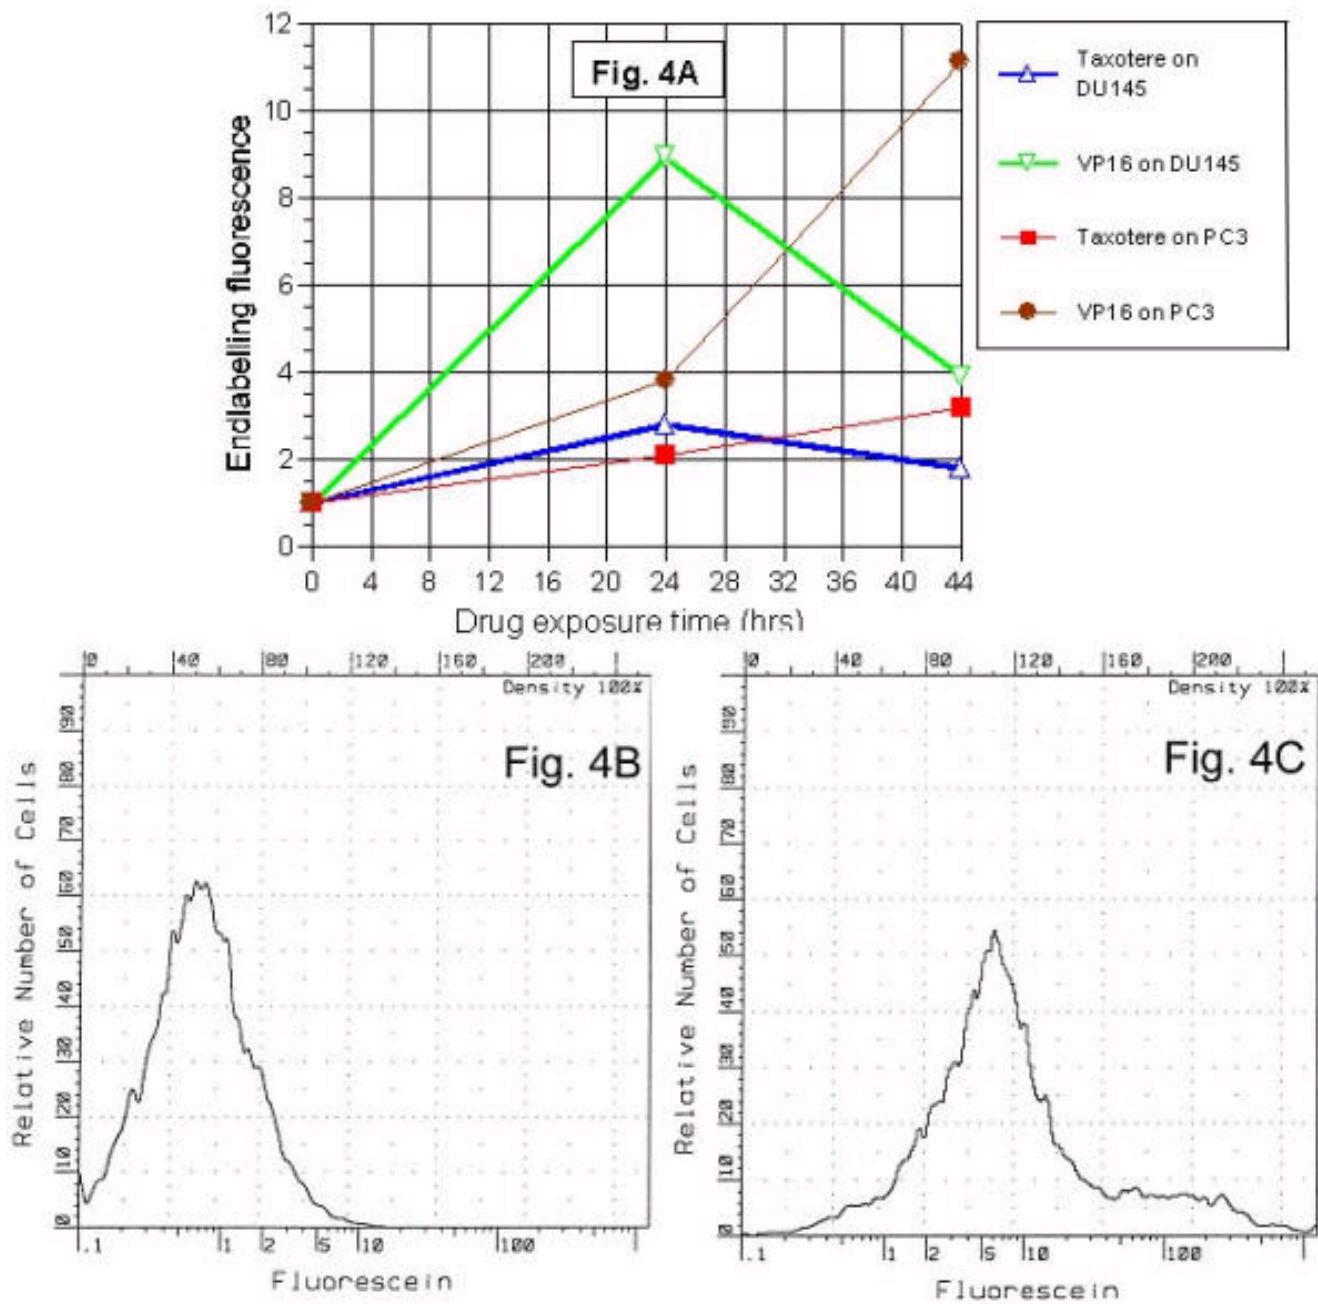 12
10
8
6
4
2
0
Endlabelling fluorescence
Fig. 4A
0 4 8 12 16 20 24 28 32 36 40 44
Drug exposure time (hrs)
Taxotere on
DU145
VP16 on DU145
Taxotere on PC3
VP16 on PC3
0 40 80 120 160 200
Density 100%
Fig. 4B
90
80
70
60
50
40
30
20
10
0
Relative Number of Cells
.1 1 2 5 10 100
Fluorescein
0 40 80 120 160 200
Density 100%
Fig. 4C
90
80
70
60
50
40
30
20
10
0
Relative Number of Cells
.1 1 2 5 10 100
Fluorescein